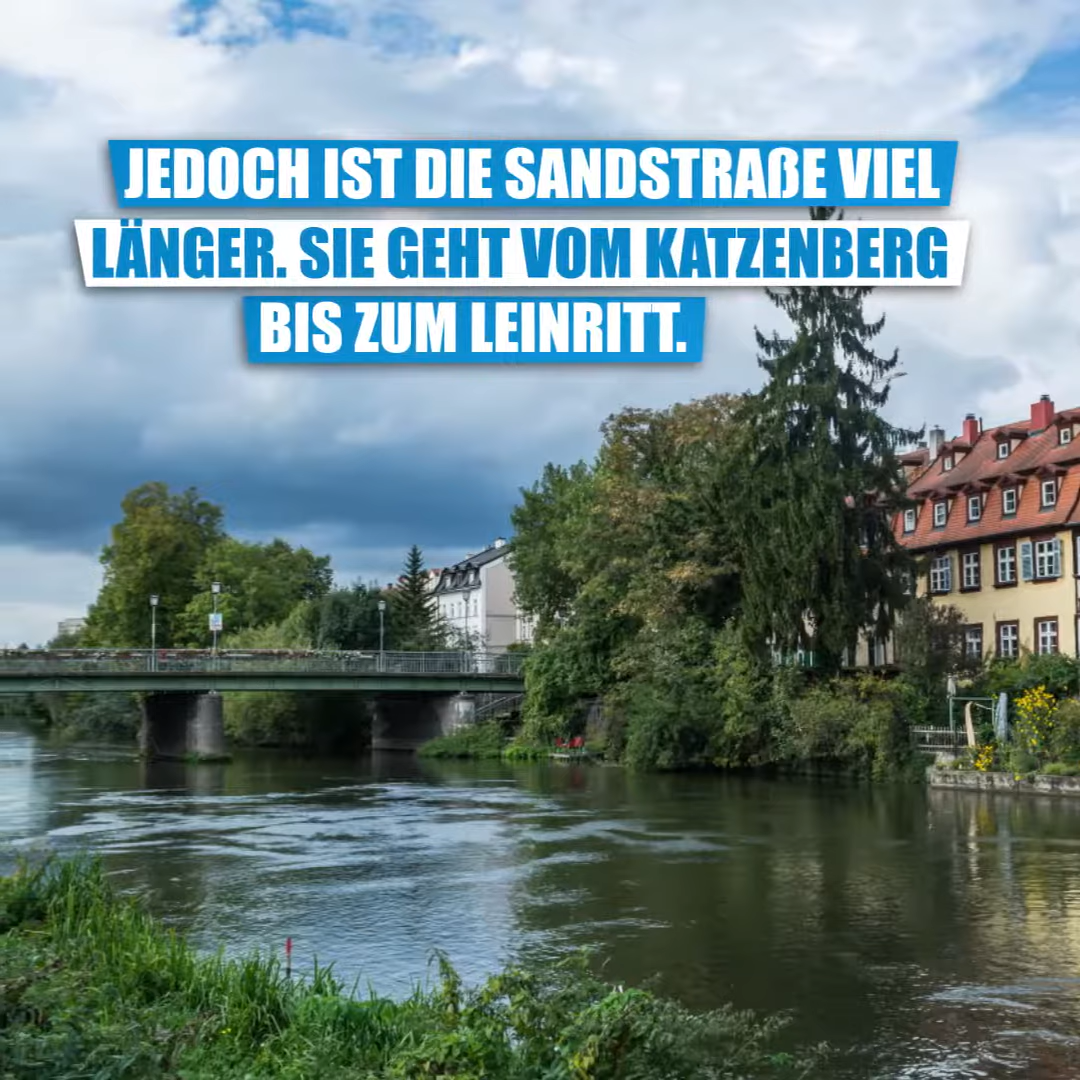 JEDOCH IST DIE SANDSTRAßE VIEL
LÄNGER. SIE GEHT VOM KATZENBERG
BIS ZUM LEINRITT.